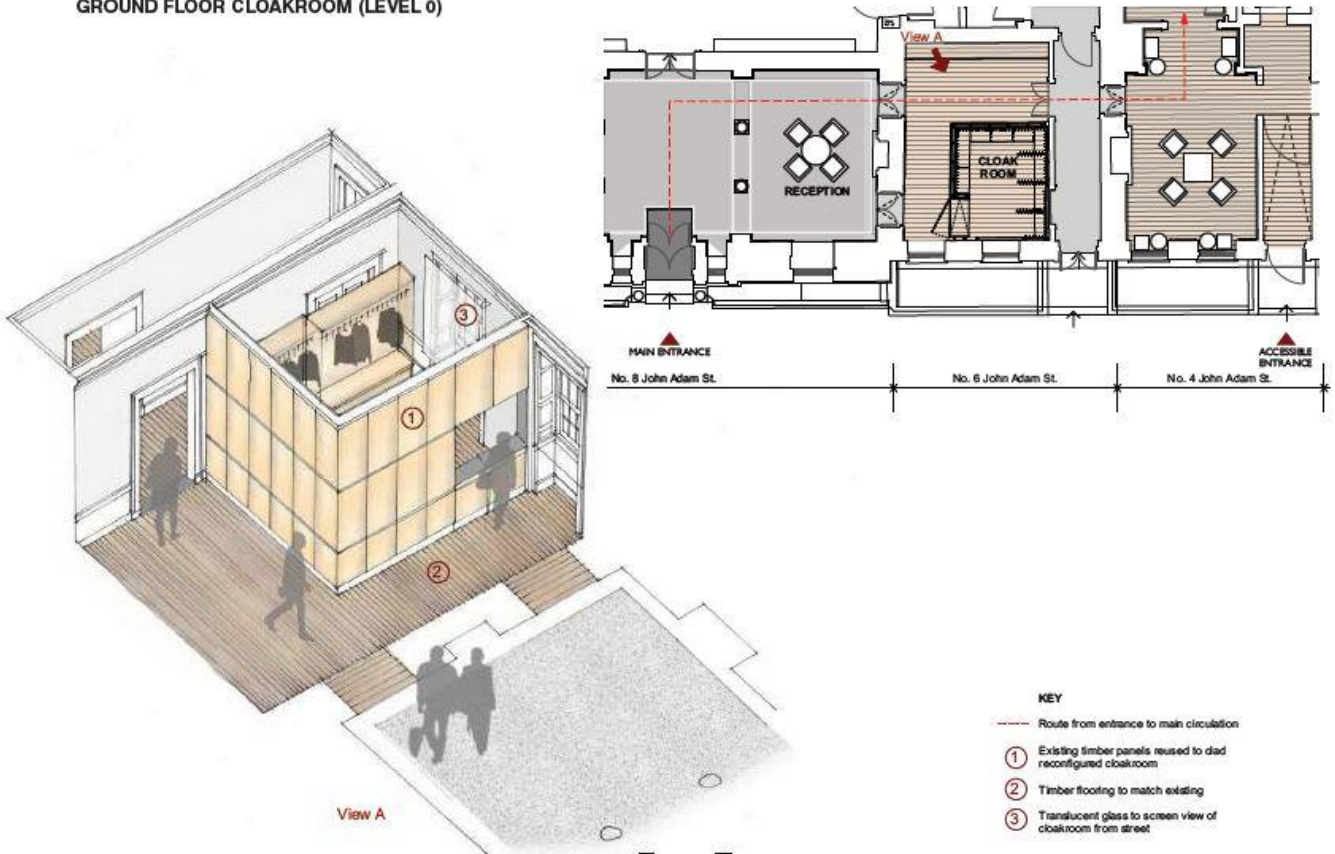 GROUND FLOOR CLOAKROOM (LEVEL 0)
View A
CLOAK
ROOM
RECEPTION
MAIN ENTRANCE
ACCESSIBLE
ENTRANCE
No. 8 John Adam St.
No. 6 John Adam St.
No. 4 John Adam St.
3
1
2
View A
KEY
Route from entrance to main circulation
1 Existing timber panels reused to clad
reconfigured cloakroom
2 Timber flooring to match existing
3 Translucent glass to screen view of
cloakroom from street